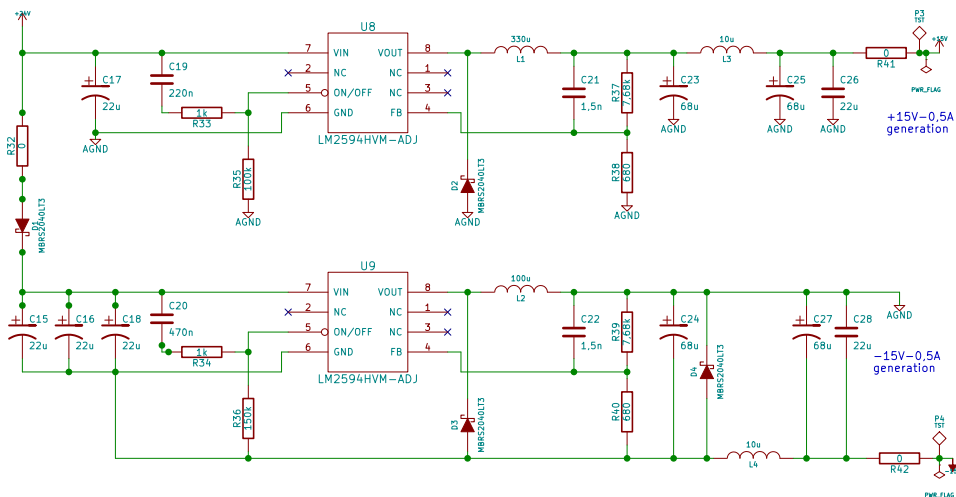 +24V
P3
TST
+15V
U8
7 VIN VOUT 8
2 NC NC 1
5 ON/OFF NC 3
6 GND FB 4
LM2594HVM-ADJ
330u
L1
10u
L3
0
R41
PWR_FLAG
C17
22u
C19
220n
1k
R33
AGND
R32
0
R35
100k
AGND
D2
MBRS2040LT3
AGND
C21
1,5n
R37
7,68k
R38
680
AGND
C23
68u
AGND
C25
68u
AGND
C26
22u
AGND
+15V-0,5A
generation
D1
MBRS2040LT3
U9
7 VIN VOUT 8
2 NC NC 1
5 ON/OFF NC 3
6 GND FB 4
LM2594HVM-ADJ
100u
L2
C15
22u
C16
22u
C18
22u
C20
470n
1k
R34
R36
150k
D3
MBRS2040LT3
C22
1,5n
R39
7,68k
R40
680
C24
68u
D4
MBRS2040LT3
C27
68u
C28
22u
AGND
-15V-0,5A
generation
10u
L4
0
R42
P4
TST
PWR_FLAG